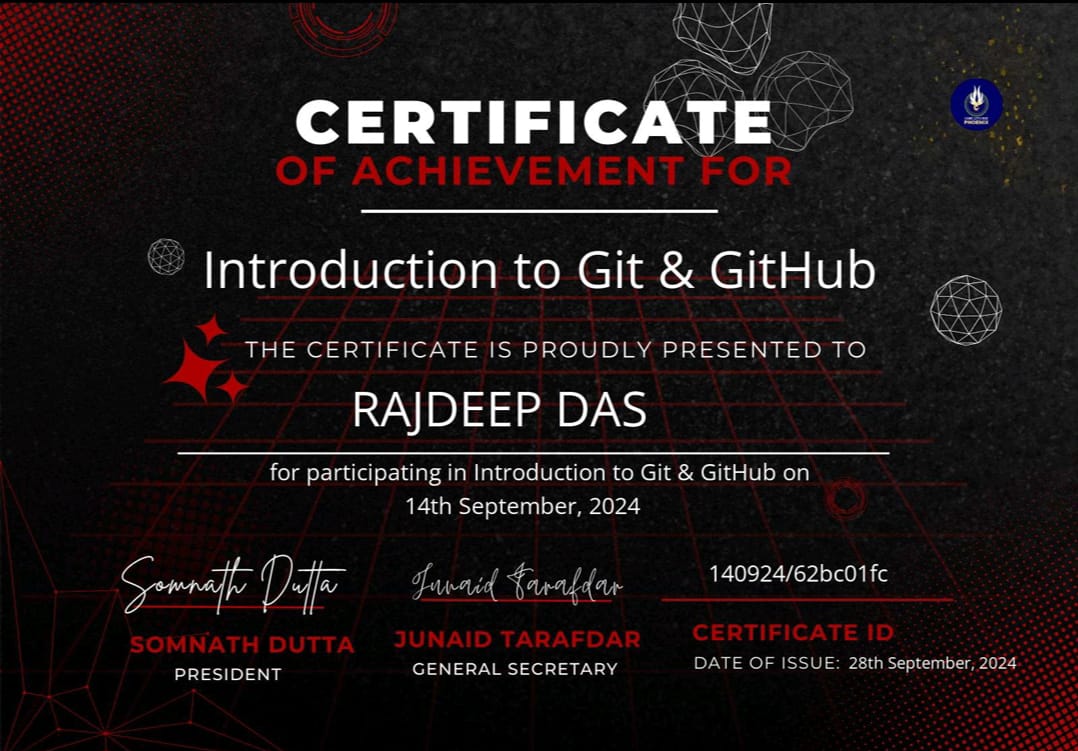 CERTIFICATE
OF ACHIEVEMENT FOR
Introduction to Git & GitHub
THE CERTIFICATE IS PROUDLY PRESENTED TO
RAJDEEP DAS
for participating in Introduction to Git & GitHub on
14th September, 2024
Somnath Dutta
Junaid Tarafdar
140924/62bc01fc
SOMNATH DUTTA
JUNAID TARAFDAR
CERTIFICATE ID
PRESIDENT
GENERAL SECRETARY
DATE OF ISSUE: 28th September, 2024
PHOENIX